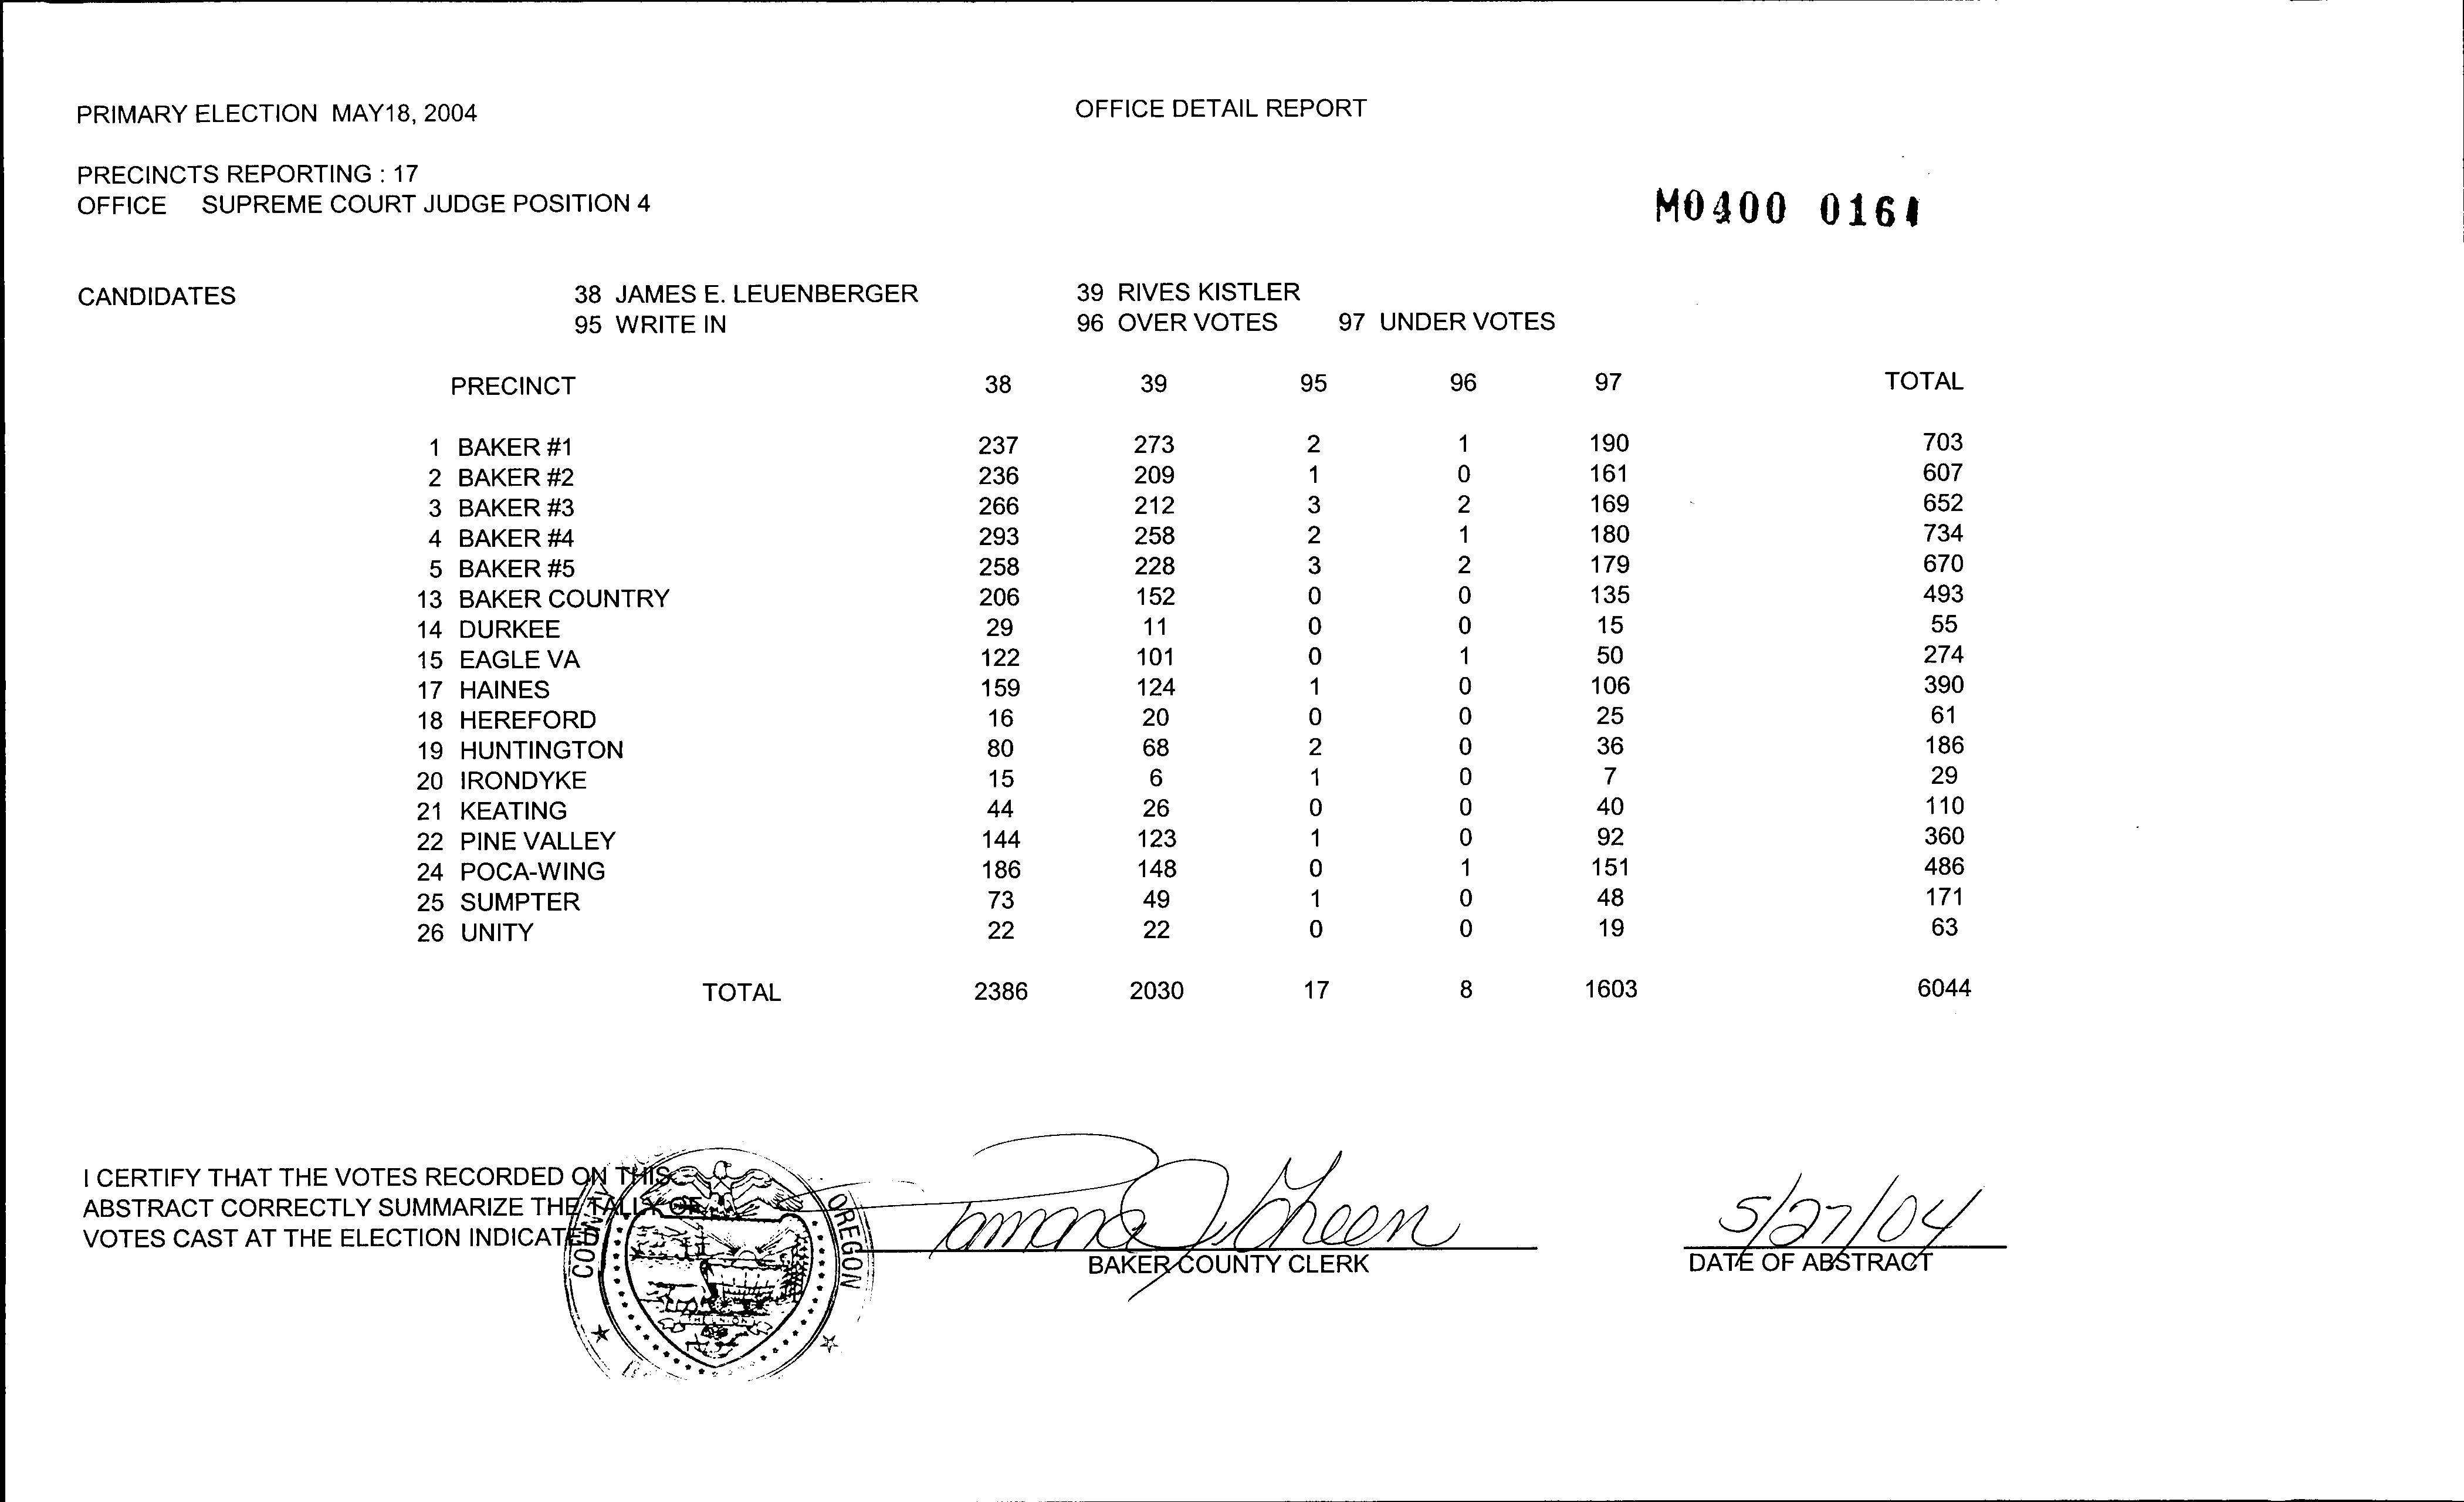 PRIMARY ELECTION MAY18, 2004
OFFICE DETAIL REPORT
PRECINCTS REPORTING : 17
OFFICE SUPREME COURT JUDGE POSITION 4
M0400 0161
CANDIDATES 38 JAMES E. LEUENBERGER 39 RIVES KISTLER
95 WRITE IN 96 OVER VOTES 97 UNDER VOTES
PRECINCT 38 39 95 96 97 TOTAL
1 BAKER #1 237 273 2 1 190 703
2 BAKER #2 236 209 1 0 161 607
3 BAKER #3 266 212 3 2 169 652
4 BAKER #4 293 258 2 1 180 734
5 BAKER #5 258 228 3 2 179 670
13 BAKER COUNTRY 206 152 0 0 135 493
14 DURKEE 29 11 0 0 15 55
15 EAGLE VA 122 101 0 1 50 274
17 HAINES 159 124 1 0 106 390
18 HEREFORD 16 20 0 0 25 61
19 HUNTINGTON 80 68 2 0 36 186
20 IRONDYKE 15 6 1 0 7 29
21 KEATING 44 26 0 0 40 110
22 PINE VALLEY 144 123 1 0 92 360
24 POCA-WING 186 148 0 1 151 486
25 SUMPTER 73 49 1 0 48 171
26 UNITY 22 22 0 0 19 63
TOTAL 2386 2030 17 8 1603 6044
I CERTIFY THAT THE VOTES RECORDED ON THIS
ABSTRACT CORRECTLY SUMMARIZE THE TALLY OF
VOTES CAST AT THE ELECTION INDICATED
COUNTY
OREGON
THE UNION
Tamara J Green
BAKER COUNTY CLERK
5/27/04
DATE OF ABSTRACT